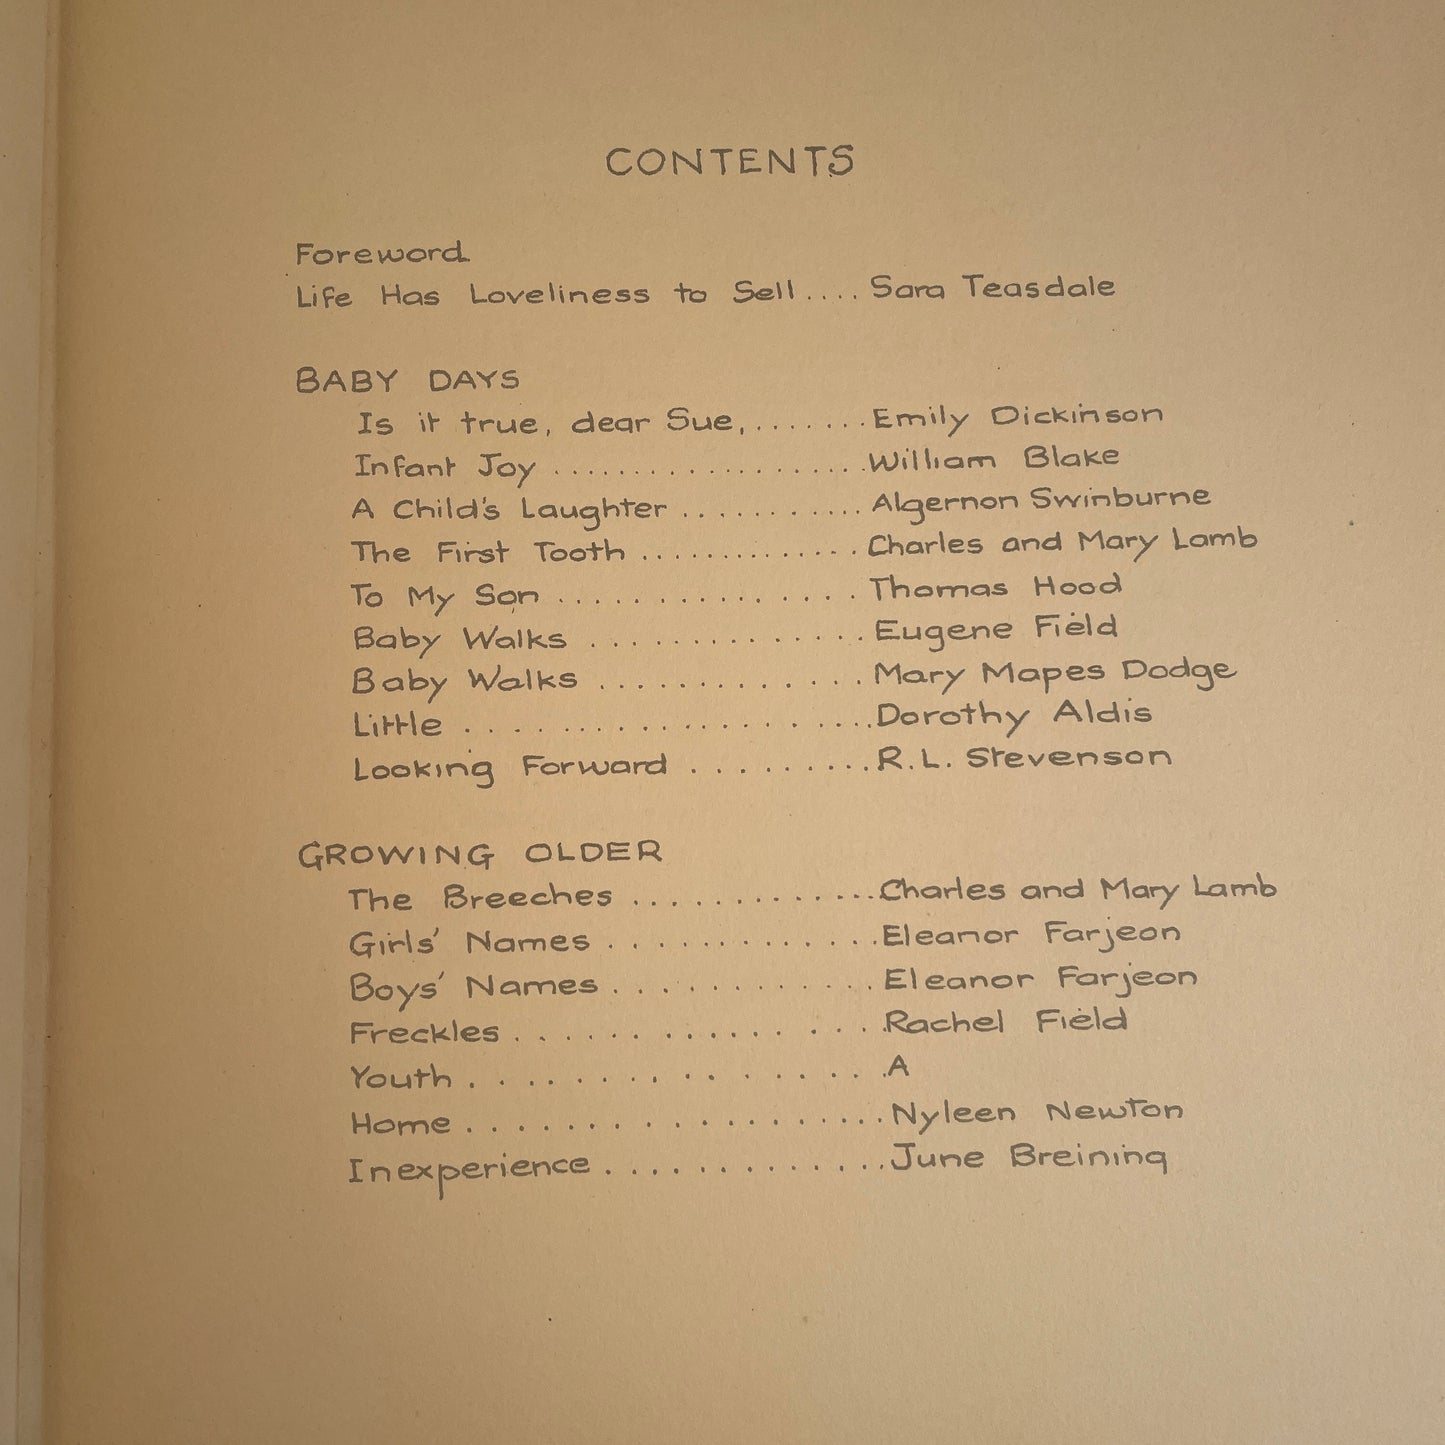 CONTENTS
Foreword
Life Has Loveliness to Sell.... Sara Teasdale
BABY DAYS
Is it true, dear Sue,.......Emily Dickinson
Infant Joy ...................William Blake
A Child's Laughter ...........Algernon Swinburne
The First Tooth .............Charles and Mary Lamb
To My Son ................Thomas Hood
Baby Walks ..............Eugene Field
Baby Walks .............Mary Mapes Dodge
Little ...................Dorothy Aldis
Looking Forward .........R.L. Stevenson
GROWING OLDER
The Breeches .............Charles and Mary Lamb
Girls' Names .............Eleanor Farjeon
Boys' Names ............Eleanor Farjeon
Freckles ................Rachel Field
Youth .................A
Home ..................Nyleen Newton
Inexperience .............June Breining